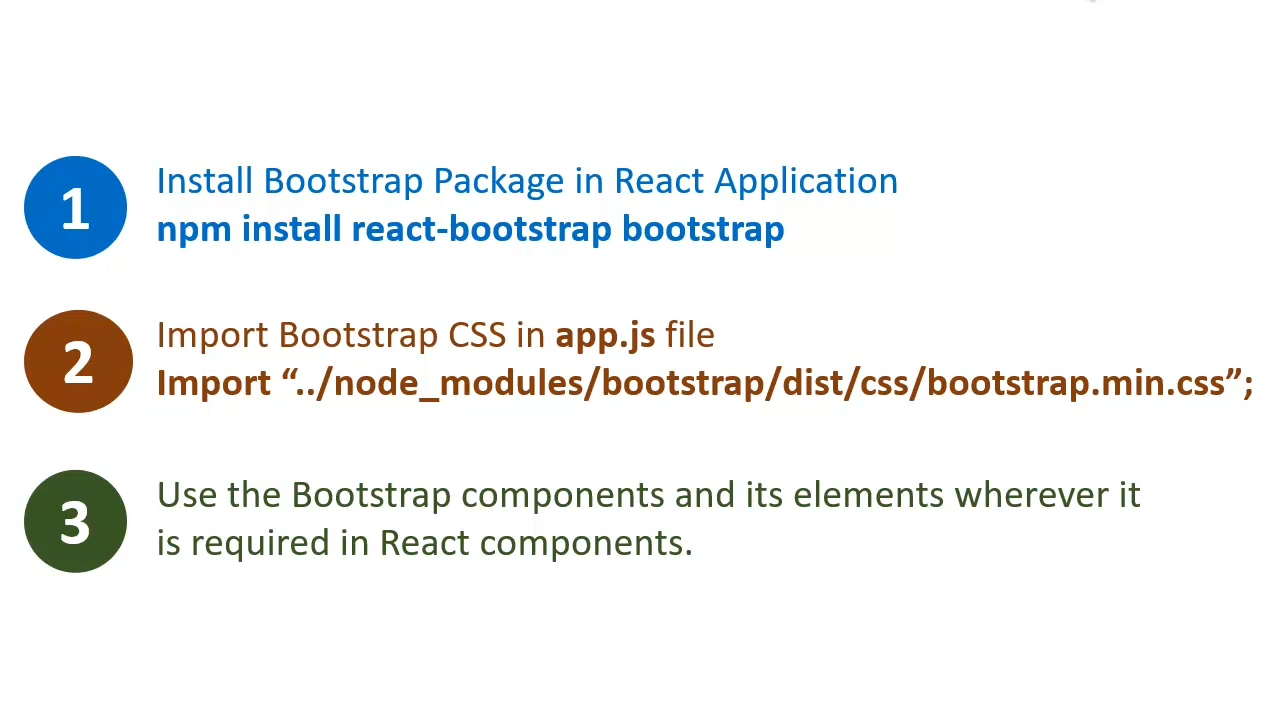 1
Install Bootstrap Package in React Application
npm install react-bootstrap bootstrap
2
Import Bootstrap CSS in app.js file
Import “../node_modules/bootstrap/dist/css/bootstrap.min.css”;
3
Use the Bootstrap components and its elements wherever it
is required in React components.